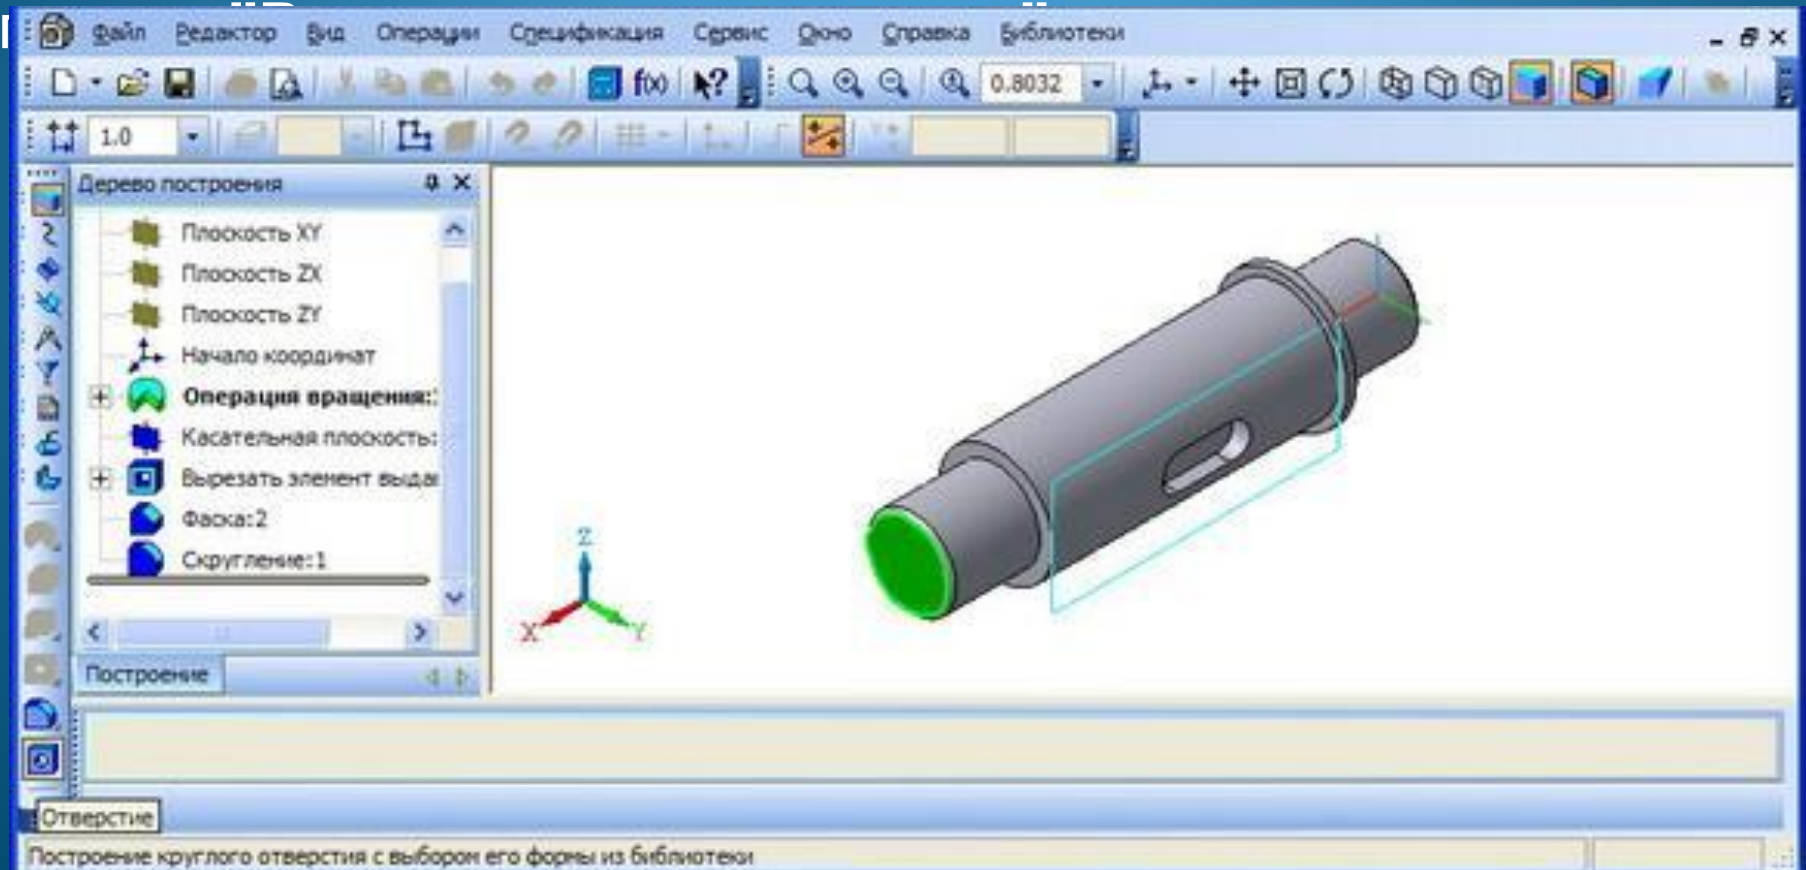 Файл Редактор Вид Операции Спецификация Сервис Окно Справка Библиотеки
f(x) 0.8032
1.0
Дерево построения
Плоскость XY
Плоскость ZX
Плоскость ZY
Начало координат
Операция вращения:
Касательная плоскость:
Вырезать элемент выда
Фаска:2
Скругление:1
Z
X Y
Построение
Отверстие
Построение круглого отверстия с выбором его формы из библиотеки